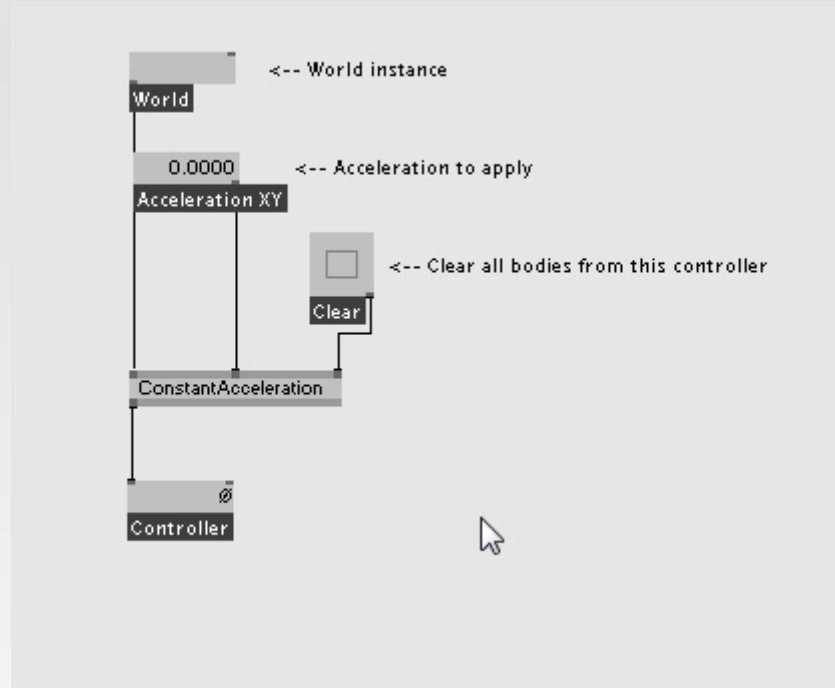 <-- World instance
World
0.0000
<-- Acceleration to apply
Acceleration XY
<-- Clear all bodies from this controller
Clear
ConstantAcceleration
Ø
Controller